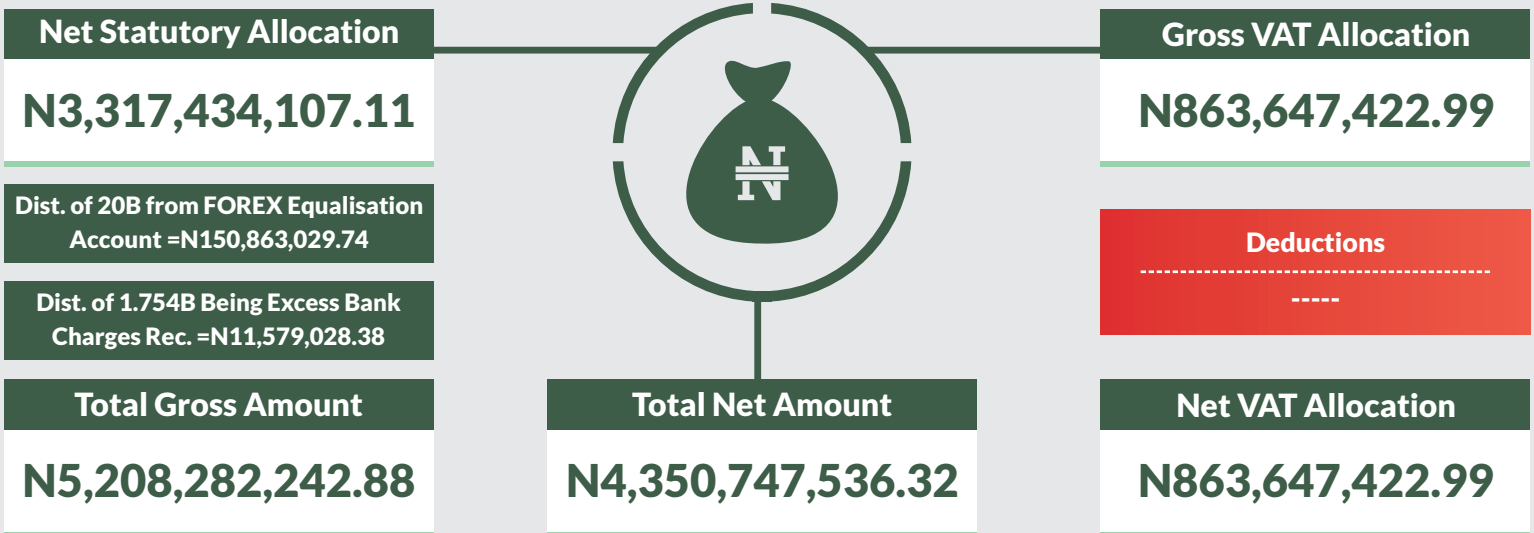 Net Statutory Allocation
N3,317,434,107.11
Dist. of 20B from FOREX Equalisation
Account =N150,863,029.74
Dist. of 1.754B Being Excess Bank
Charges Rec. =N11,579,028.38
Total Gross Amount
N5,208,282,242.88
₦
Total Net Amount
N4,350,747,536.32
Gross VAT Allocation
N863,647,422.99
Deductions
-----
Net VAT Allocation
N863,647,422.99